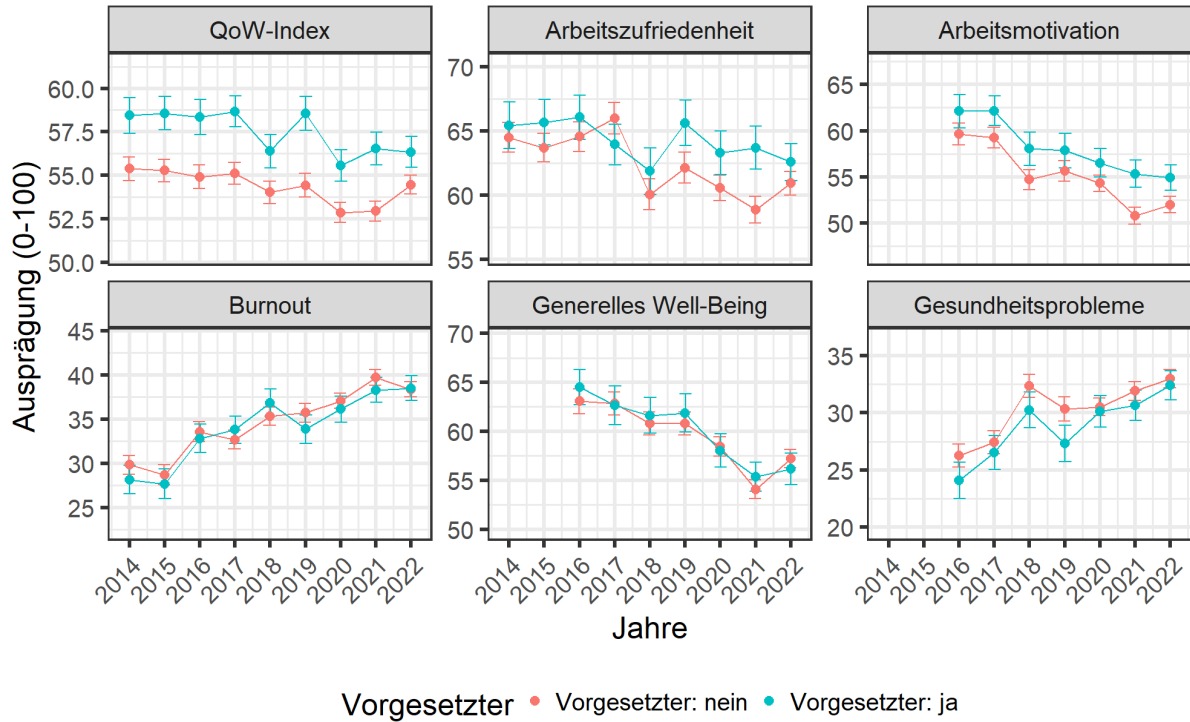 QoW-Index
Arbeitszufriedenheit
Arbeitsmotivation
60.0
57.5
55.0
52.5
50.0
70
65
60
55
65
60
55
50
Burnout
Generelles Well-Being
Gesundheitsprobleme
45
40
35
30
25
70
65
60
55
50
35
30
25
20
Ausprägung (0-100)
2014 2015 2016 2017 2018 2019 2020 2021 2022
2014 2015 2016 2017 2018 2019 2020 2021 2022
2014 2015 2016 2017 2018 2019 2020 2021 2022
Jahre
Vorgesetzter Vorgesetzter: nein Vorgesetzter: ja